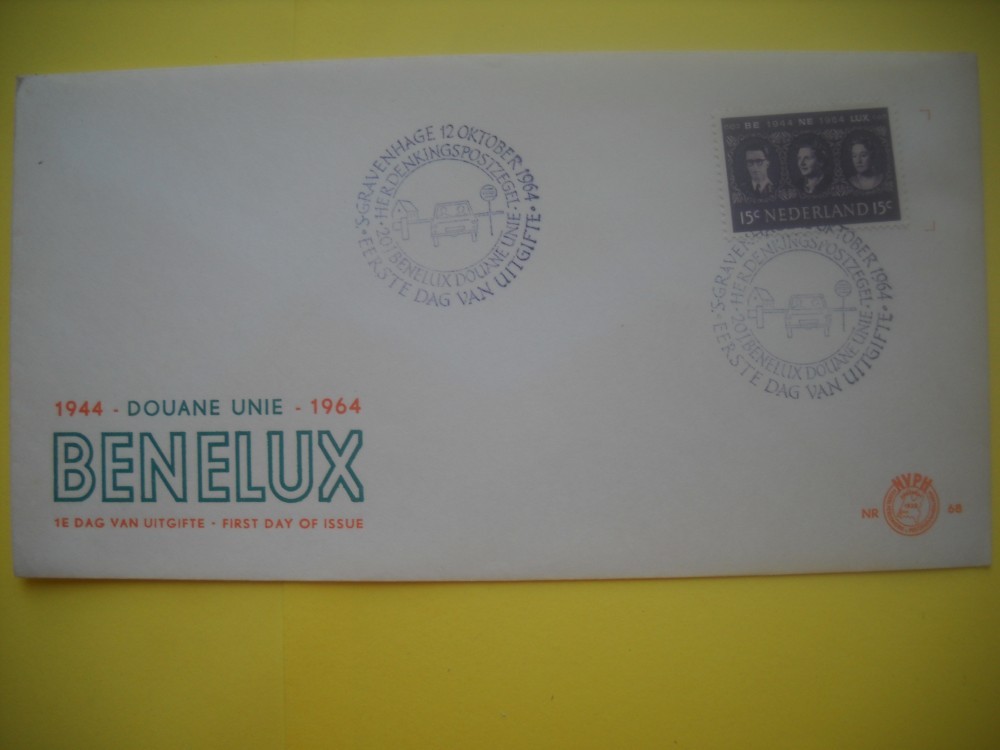 'S-GRAVENHAGE 12 OKTOBER 1964
EERSTE DAG VAN UITGIFTE
HERDENKINGSPOSTZEGEL
20J BENELUX DOUANE UNIE
BE 1944 NE 1964 LUX
15c NEDERLAND 15c
'S-GRAVENHAGE 12 OKTOBER 1964
EERSTE DAG VAN UITGIFTE
HERDENKINGSPOSTZEGEL
20J BENELUX DOUANE UNIE
1944 - DOUANE UNIE - 1964
BENELUX
1E DAG VAN UITGIFTE · FIRST DAY OF ISSUE
NVPH
NR 68